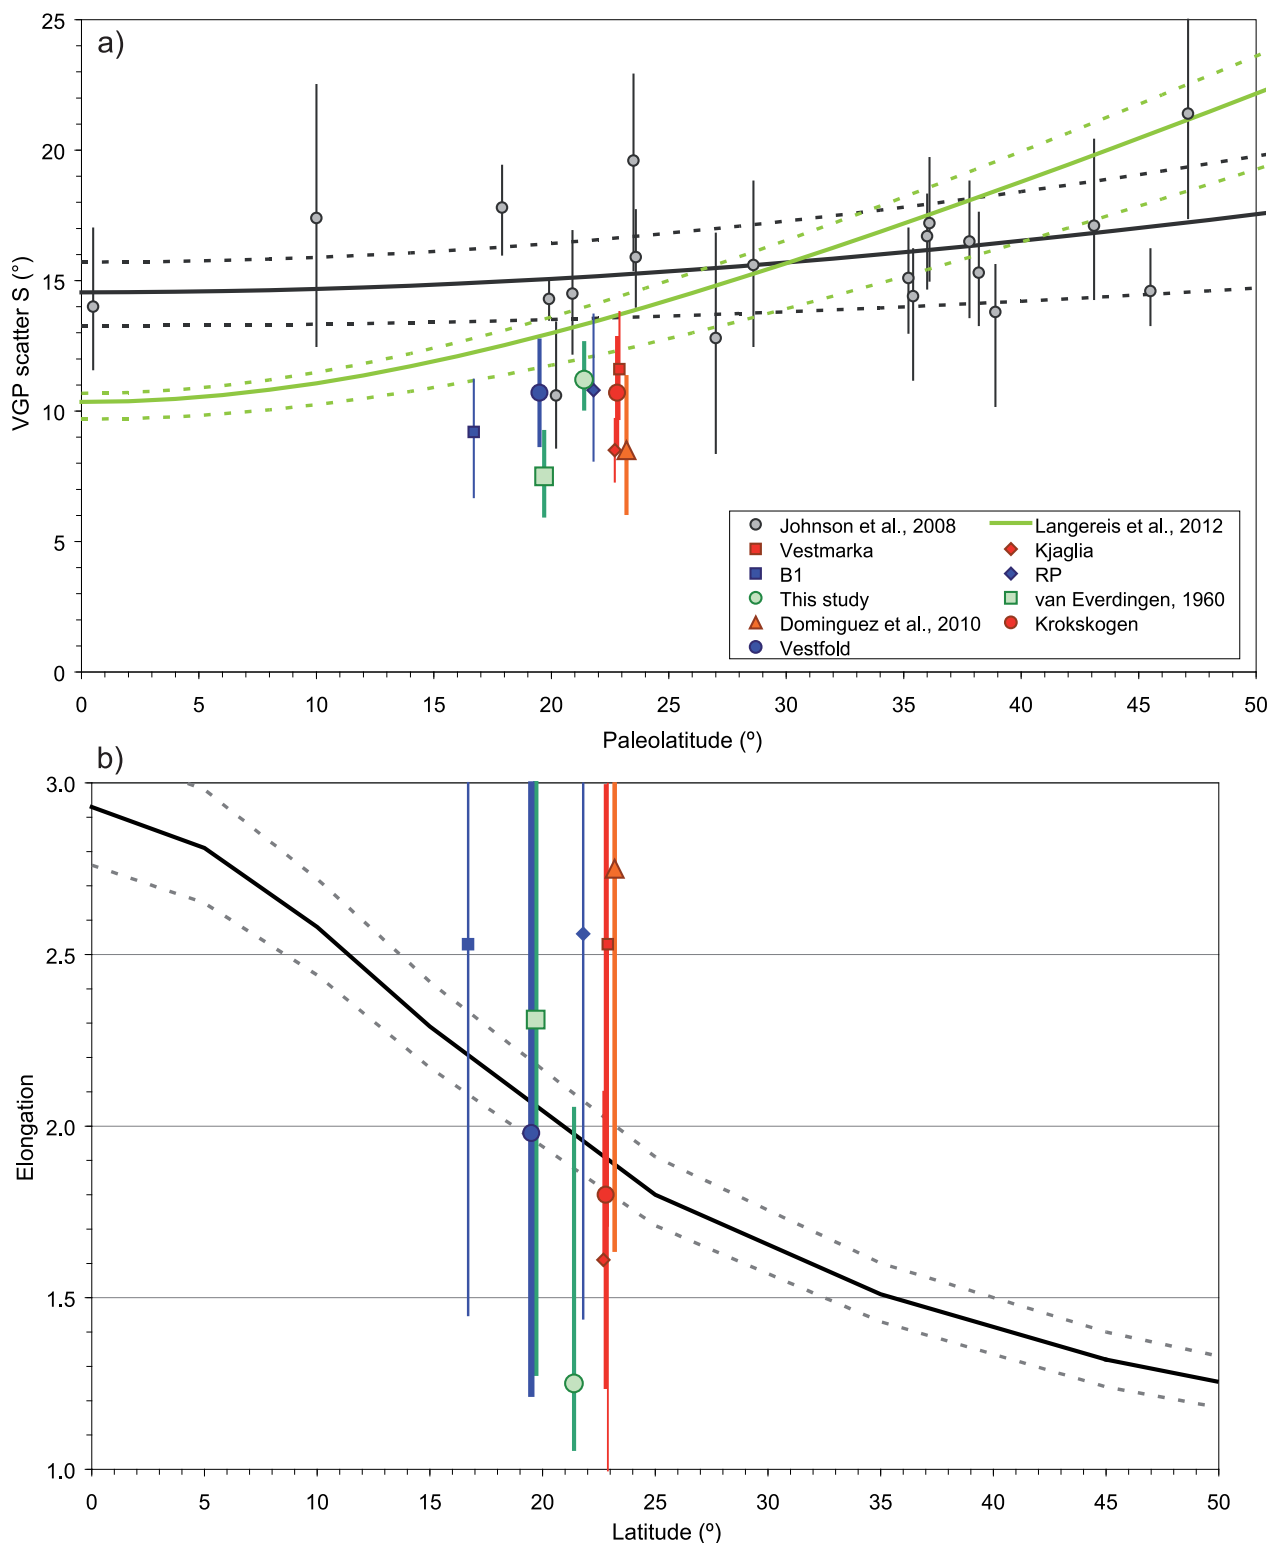 a)
25
20
15
10
5
0
VGP scatter S (°)
Johnson et al., 2008
Langereis et al., 2012
Vestmarka
Kjaglia
B1
RP
This study
van Everdingen, 1960
Dominguez et al., 2010
Krokskogen
Vestfold
0 5 10 15 20 25 30 35 40 45 50
Paleolatitude (º)
b)
3.0
2.5
2.0
1.5
1.0
Elongation
0 5 10 15 20 25 30 35 40 45 50
Latitude (º)